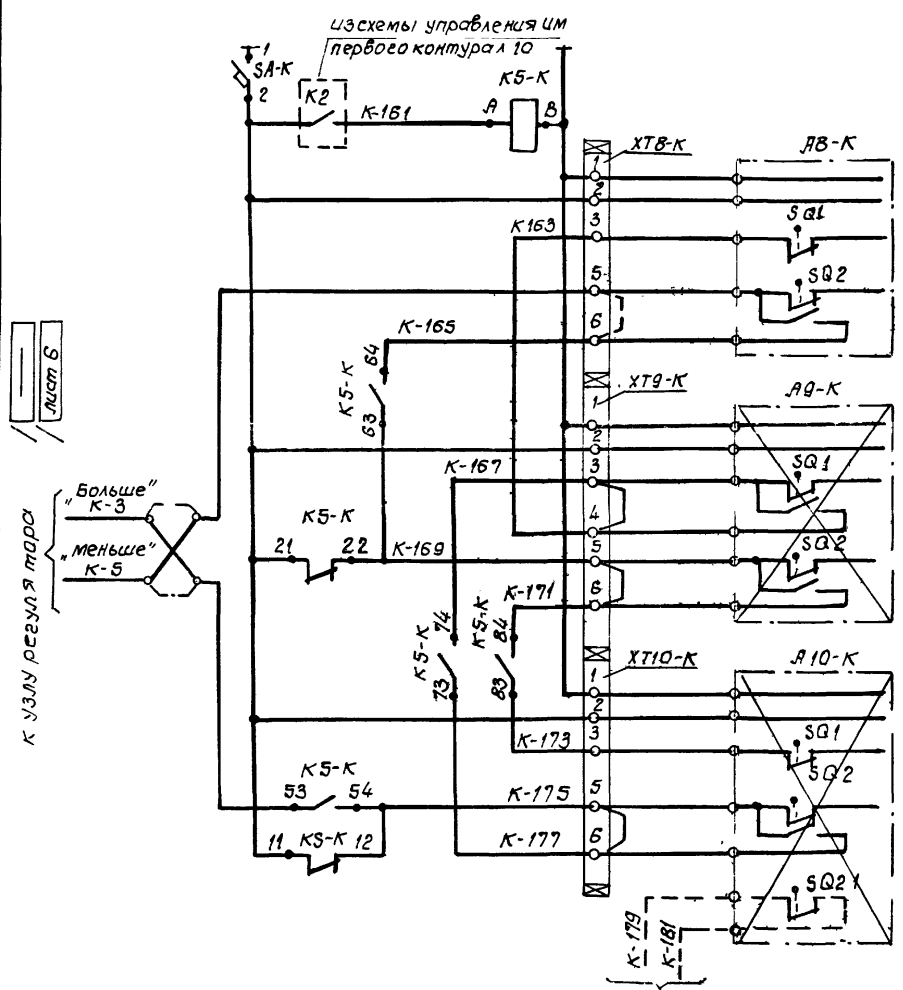 из схемы управления им
первого контура л 10
1
SA-K
2
K2
K-161
A
K5-K
B
XT8-K
A8-K
1
2
3
K163
SQ1
5
SQ2
6
K-165
64
K5-K
63
лист 6
XT9-K
A9-K
1
2
3
K-167
SQ1
4
5
K-169
SQ2
6
K-171
К узлу регулятора
"Больше"
K-3
"меньше"
K-5
K5-K
21
22
74
K5-K
73
K5-K
84
83
XT10-K
A10-K
1
2
3
K-173
SQ1
SQ2
K5-K
53
54
5
K-175
11
K5-K
12
6
K-177
SQ21
K-179
K-181